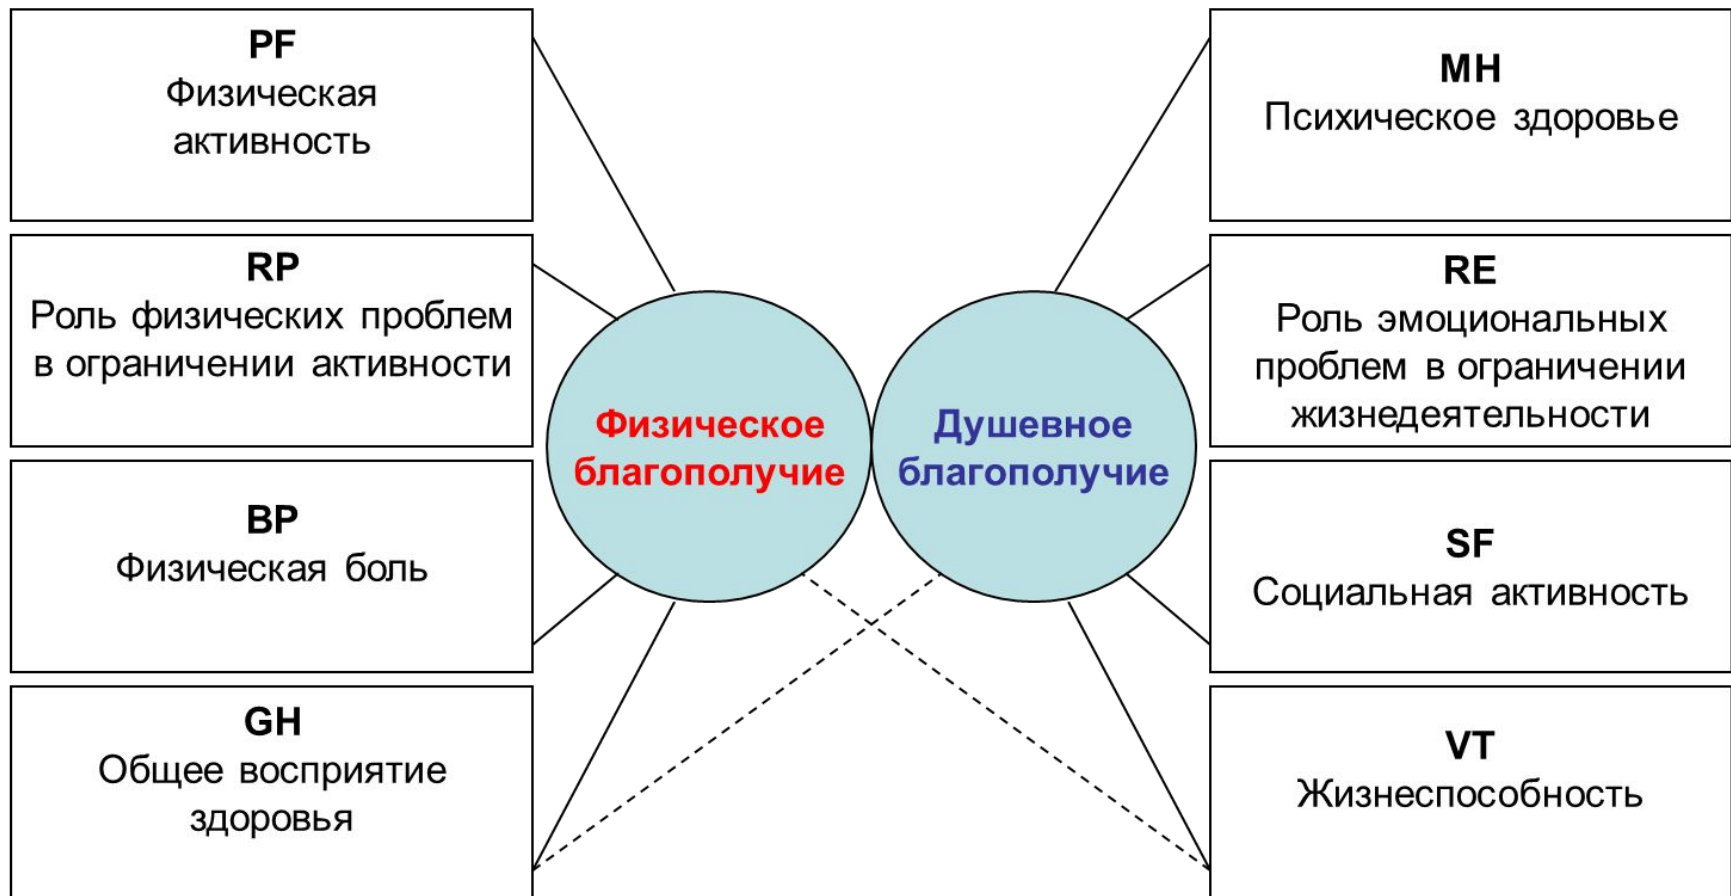 PF
Физическая
активность
RP
Роль физических проблем
в ограничении активности
BP
Физическая боль
GH
Общее восприятие
здоровья
Физическое
благополучие
Душевное
благополучие
MH
Психическое здоровье
RE
Роль эмоциональных
проблем в ограничении
жизнедеятельности
SF
Социальная активность
VT
Жизнеспособность